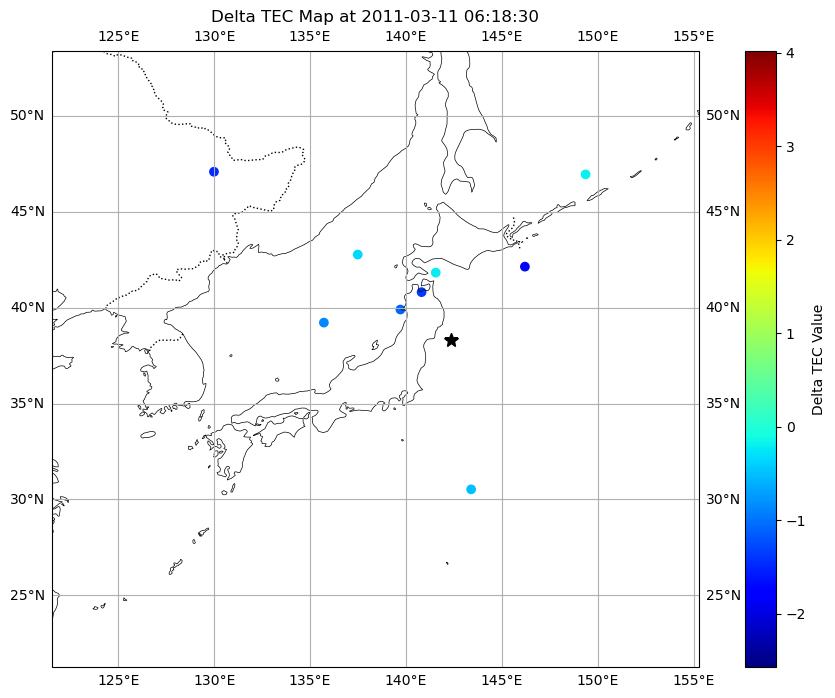 Delta TEC Map at 2011-03-11 06:18:30
125°E 130°E 135°E 140°E 145°E 150°E 155°E
50°N 50°N
45°N 45°N
40°N 40°N
35°N 35°N
30°N 30°N
25°N 25°N
125°E 130°E 135°E 140°E 145°E 150°E 155°E
4
3
2
1
0
−1
−2
Delta TEC Value